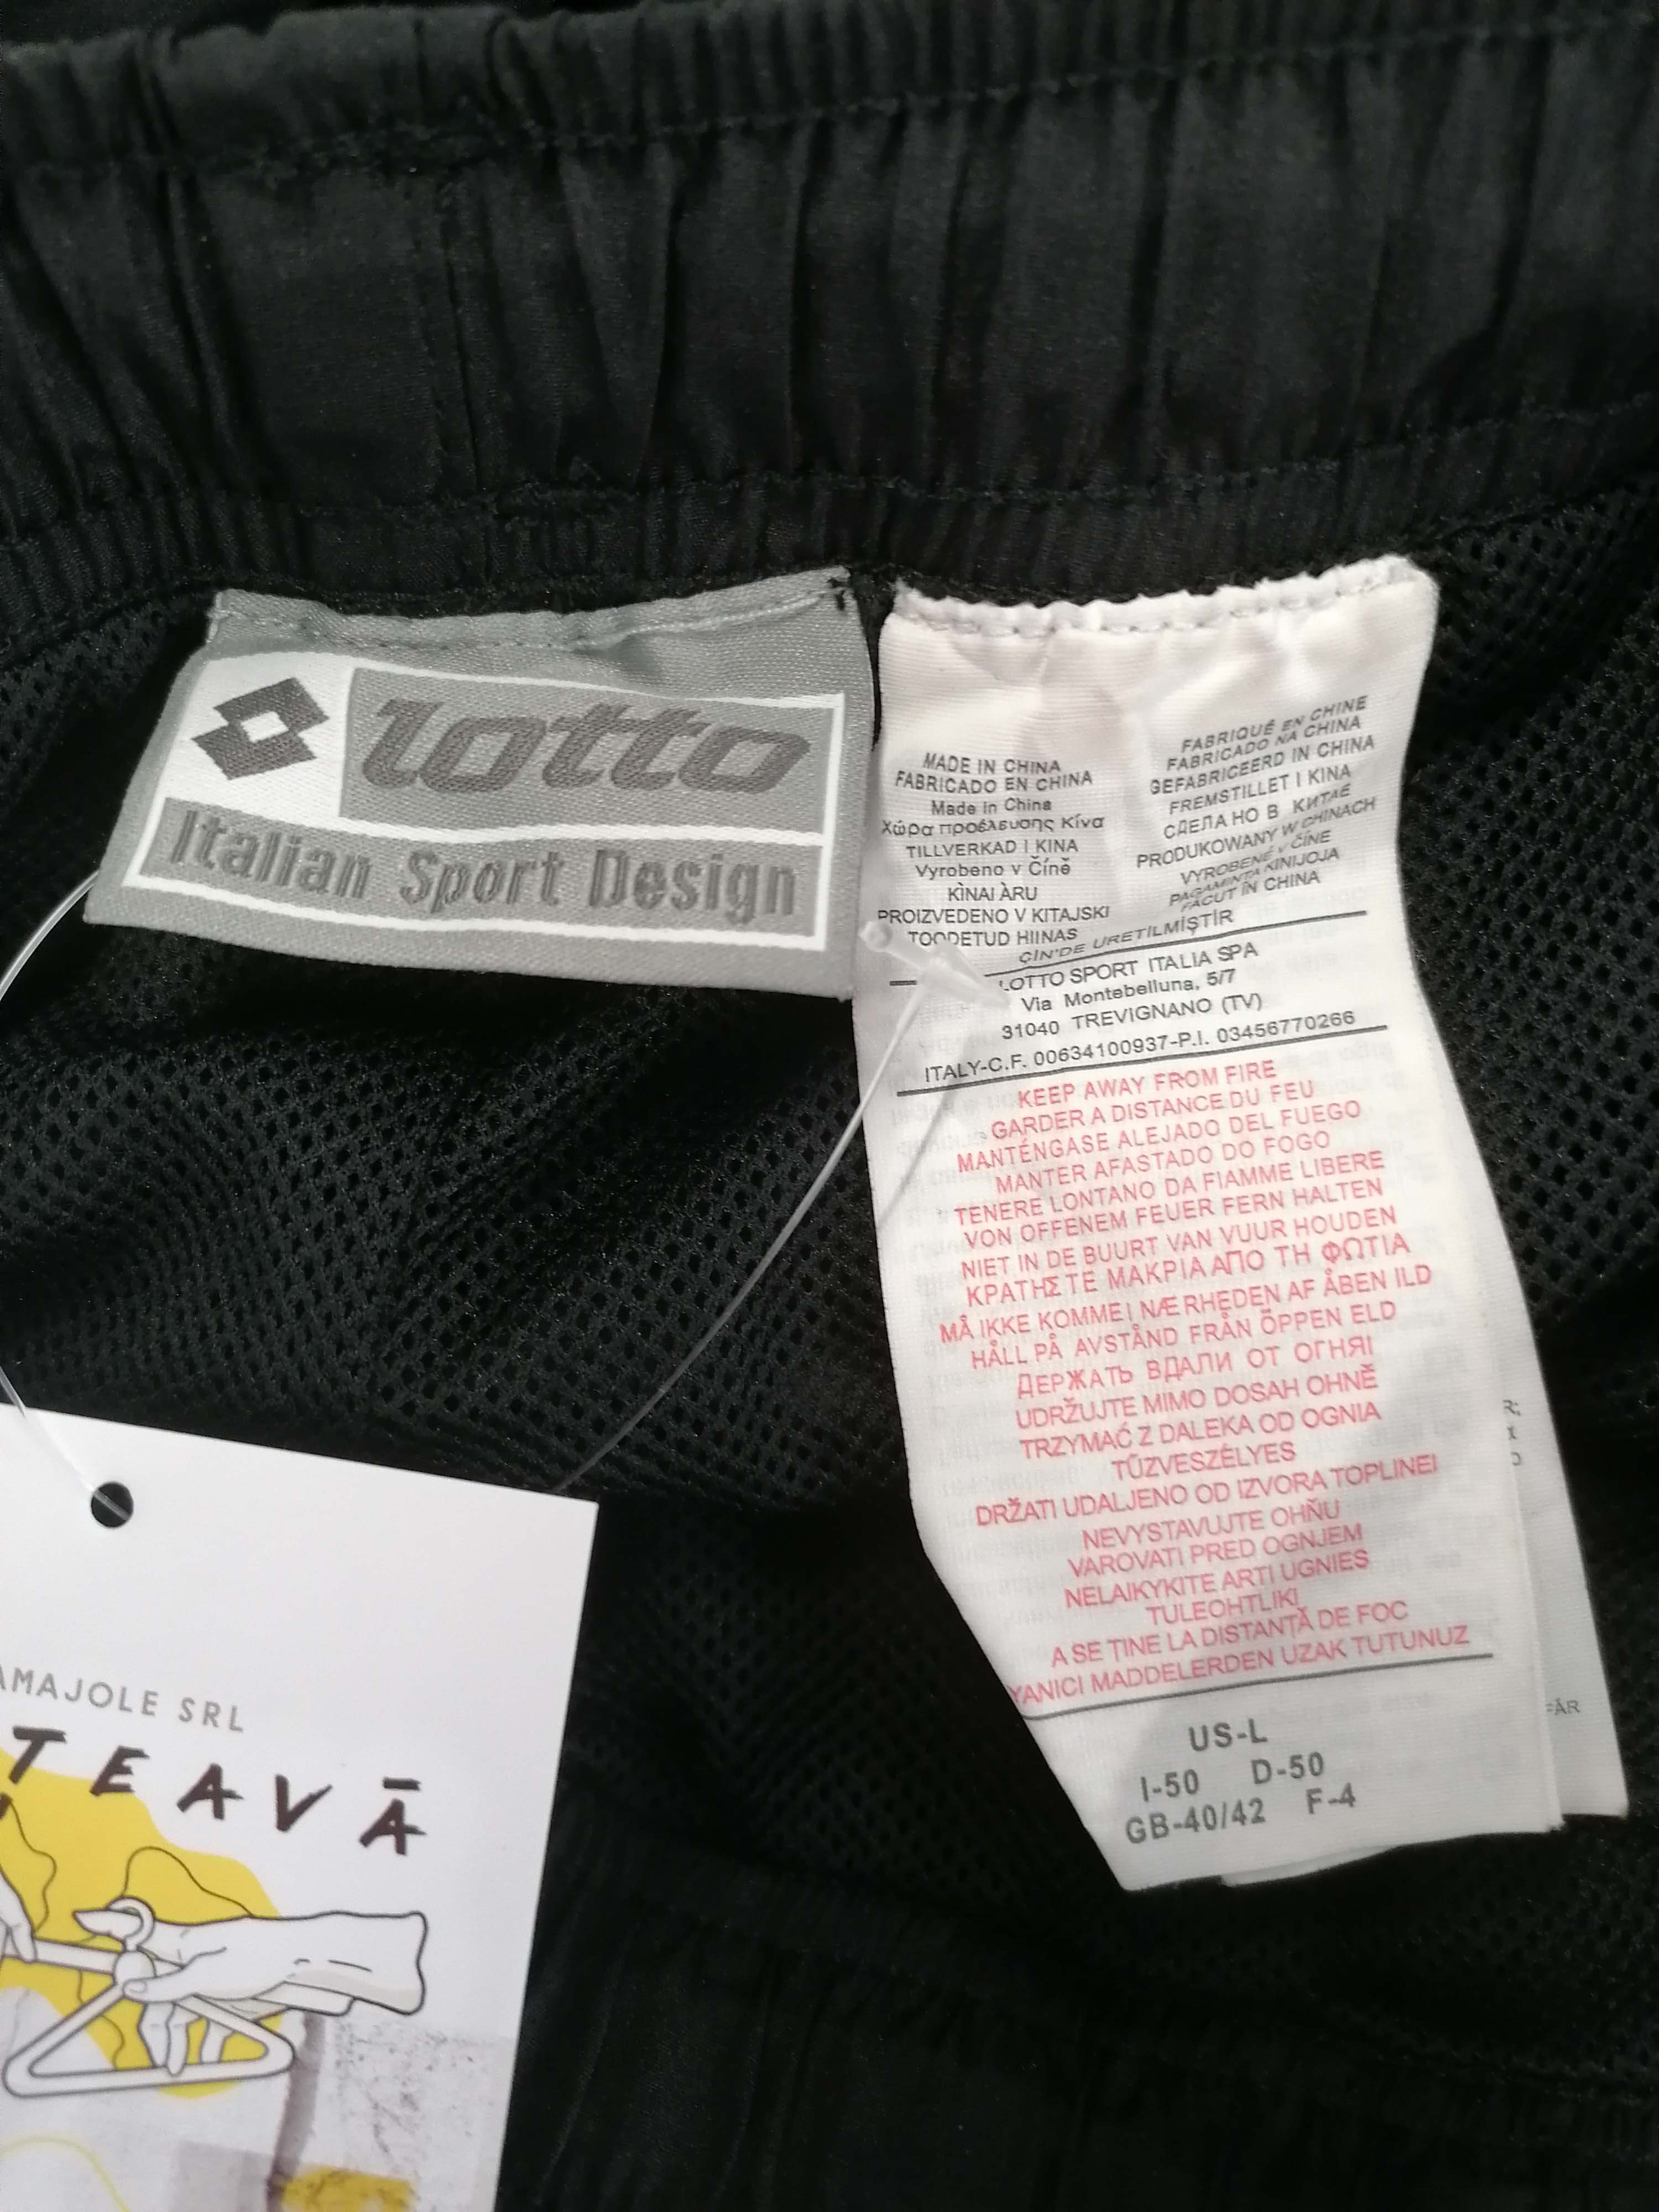 lotto
Italian Sport Design
MADE IN CHINA
FABRICADO EN CHINA
Made in China
Χώρα προέλευσης Κίνα
TILLVERKAD I KINA
Vyrobeno v Číně
KÌNAI ÀRU
PROIZVEDENO V KITAJSKI
TOODETUD HIINAS
FABRIQUÉ EN CHINE
FABRICADO NA CHINA
GEFABRICEERD IN CHINA
FREMSTILLET I KINA
СДЕЛАНО В КИТАЕ
PRODUKOWANY W CHINACH
VYROBENÉ v ČÍNE
PAGAMINTA KINIJOJA
FĂCUT ÎN CHINA
ÇIN'DE URETILMİŞTİR
LOTTO SPORT ITALIA SPA
Via Montebelluna, 5/7
31040 TREVIGNANO (TV)
ITALY-C.F. 00634100937-P.I. 03456770266
KEEP AWAY FROM FIRE
GARDER A DISTANCE DU FEU
MANTÉNGASE ALEJADO DEL FUEGO
MANTER AFASTADO DO FOGO
TENERE LONTANO DA FIAMME LIBERE
VON OFFENEM FEUER FERN HALTEN
NIET IN DE BUURT VAN VUUR HOUDEN
ΚΡΑΤΗΣΤΕ ΜΑΚΡΙΑ ΑΠΟ ΤΗ ΦΩΤΙΑ
MÅ IKKE KOMME I NÆRHEDEN AF ÅBEN ILD
HÅLL PÅ AVSTÅND FRÅN ÖPPEN ELD
ДЕРЖАТЬ ВДАЛИ ОТ ОГНЯ!
UDRŽUJTE MIMO DOSAH OHNĚ
TRZYMAĆ Z DALEKA OD OGNIA
TŰZVESZÉLYES
DRŽATI UDALJENO OD IZVORA TOPLINE!
NEVYSTAVUJTE OHŇU
VAROVATI PRED OGNJEM
NELAIKYKITE ARTI UGNIES
TULEOHTLIK!
A SE ȚINE LA DISTANȚĂ DE FOC
YANICI MADDELERDEN UZAK TUTUNUZ
US-L
I-50 D-50
GB-40/42 F-4
AMAJOLE SRL
TEAVĀ